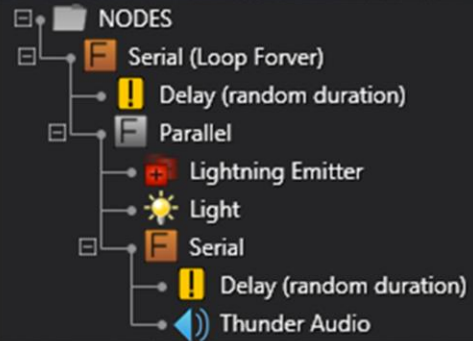 NODES
F Serial (Loop Forver)
! Delay (random duration)
F Parallel
Lightning Emitter
Light
F Serial
! Delay (random duration)
Thunder Audio